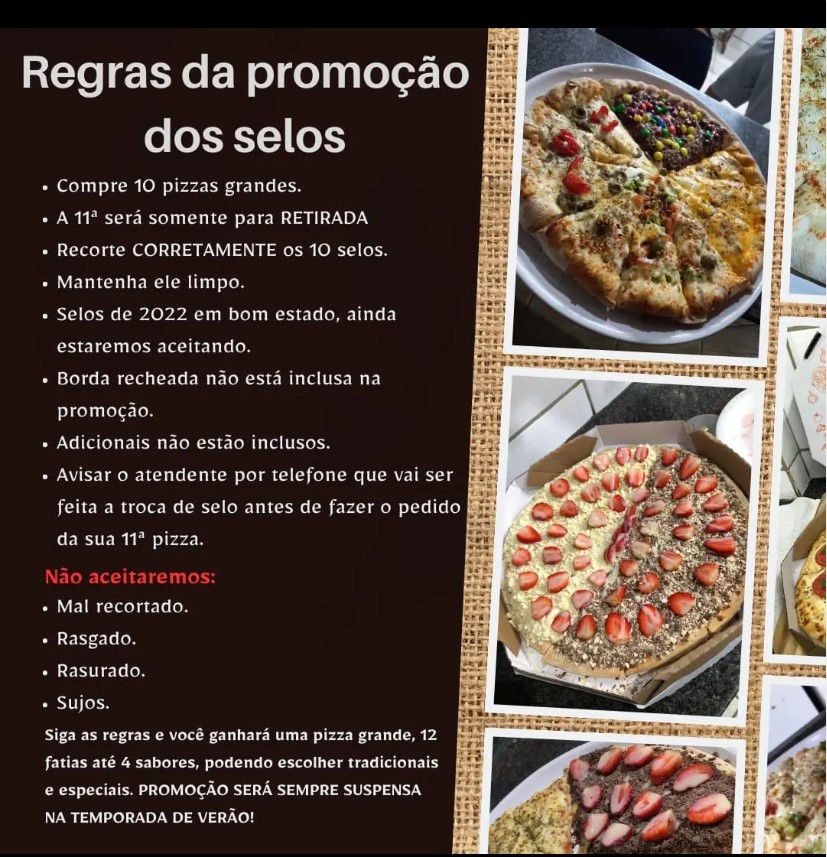 Regras da promoção
dos selos
• Compre 10 pizzas grandes.
• A 11ª será somente para RETIRADA
• Recorte CORRETAMENTE os 10 selos.
• Mantenha ele limpo.
• Selos de 2022 em bom estado, ainda
estaremos aceitando.
• Borda recheada não está inclusa na
promoção.
• Adicionais não estão inclusos.
• Avisar o atendente por telefone que vai ser
feita a troca de selo antes de fazer o pedido
da sua 11ª pizza.
Não aceitaremos:
• Mal recortado.
• Rasgado.
• Rasurado.
• Sujos.
Siga as regras e você ganhará uma pizza grande, 12
fatias até 4 sabores, podendo escolher tradicionais
e especiais. PROMOÇÃO SERÁ SEMPRE SUSPENSA
NA TEMPORADA DE VERÃO!